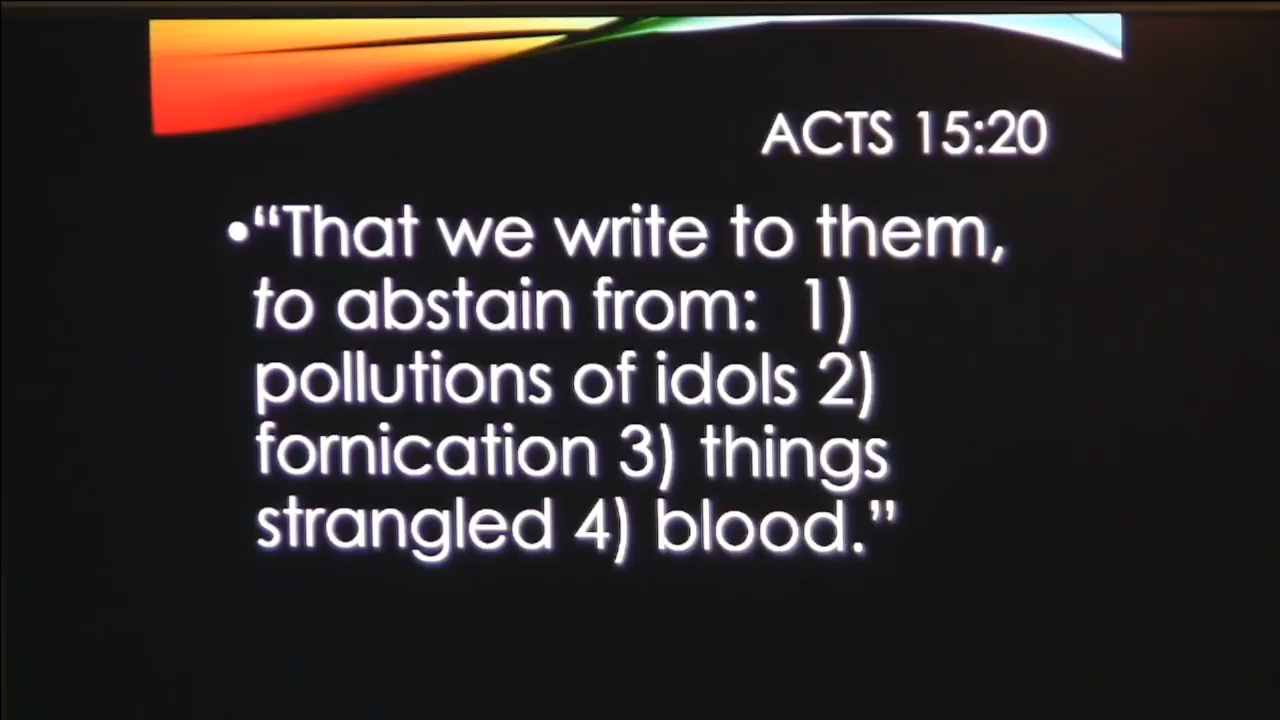 ACTS 15:20
•“That we write to them,
to abstain from:  1)
pollutions of idols 2)
fornication 3) things
strangled 4) blood.”